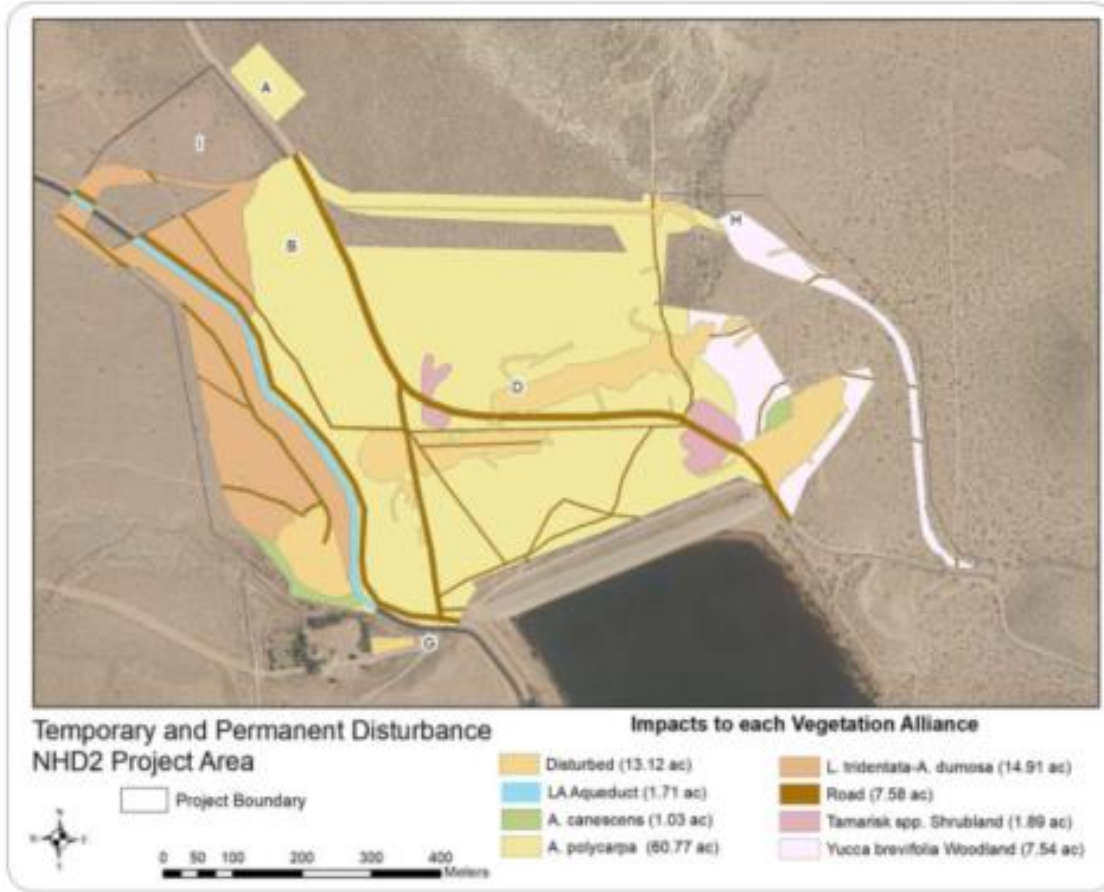 A
I
B
H
D
G
Temporary and Permanent Disturbance
NHD2 Project Area
Project Boundary
N
S
0 50 100 200 300 400
Meters
Impacts to each Vegetation Alliance
Disturbed (13.12 ac)
LA Aqueduct (1.71 ac)
A. canescens (1.03 ac)
A. polycarpa (60.77 ac)
L. tridentata-A. dumosa (14.91 ac)
Road (7.58 ac)
Tamarisk spp. Shrubland (1.89 ac)
Yucca brevifolia Woodland (7.54 ac)